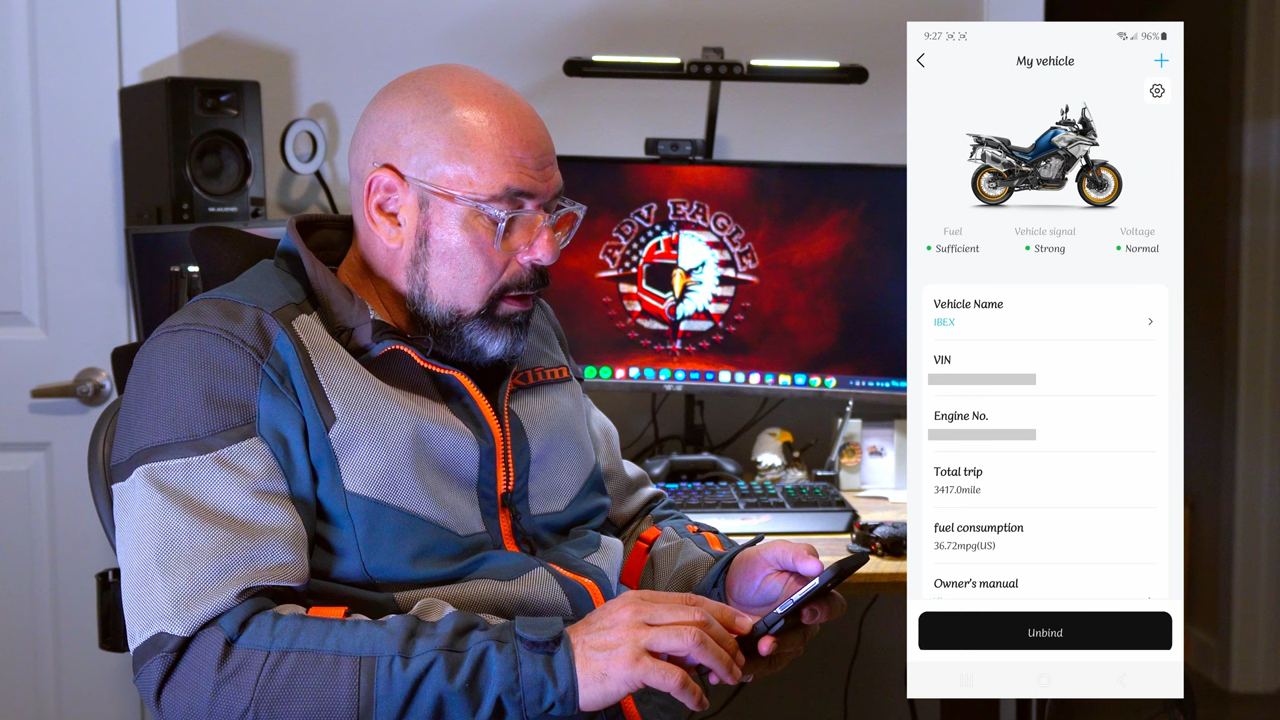 ADV EAGLE
Klim
9:27
96%
My vehicle
Fuel
Vehicle signal
Voltage
Sufficient
Strong
Normal
Vehicle Name
IBEX
VIN
Engine No.
Total trip
3417.0mile
fuel consumption
36.72mpg(US)
Owner's manual
Unbind